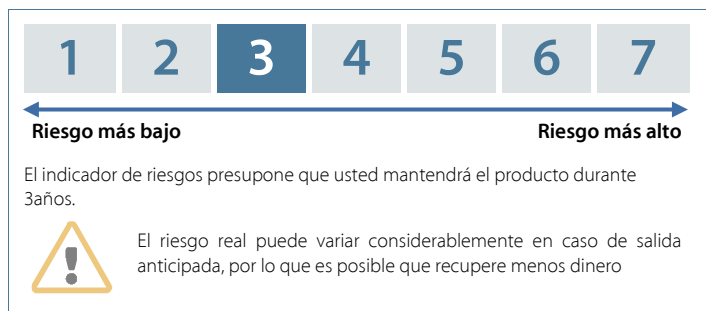 1 2 3 4 5 6 7
Riesgo más bajo Riesgo más alto
El indicador de riesgos presupone que usted mantendrá el producto durante
3años.
El riesgo real puede variar considerablemente en caso de salida
anticipada, por lo que es posible que recupere menos dinero